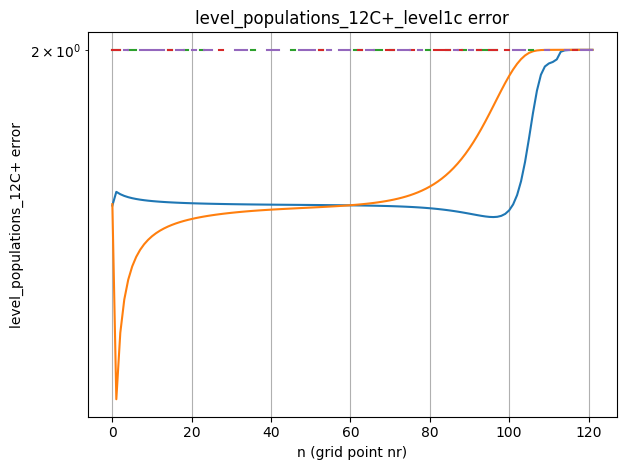 level_populations_12C+_level1c error
2 × 10⁰
level_populations_12C+ error
0 20 40 60 80 100 120
n (grid point nr)